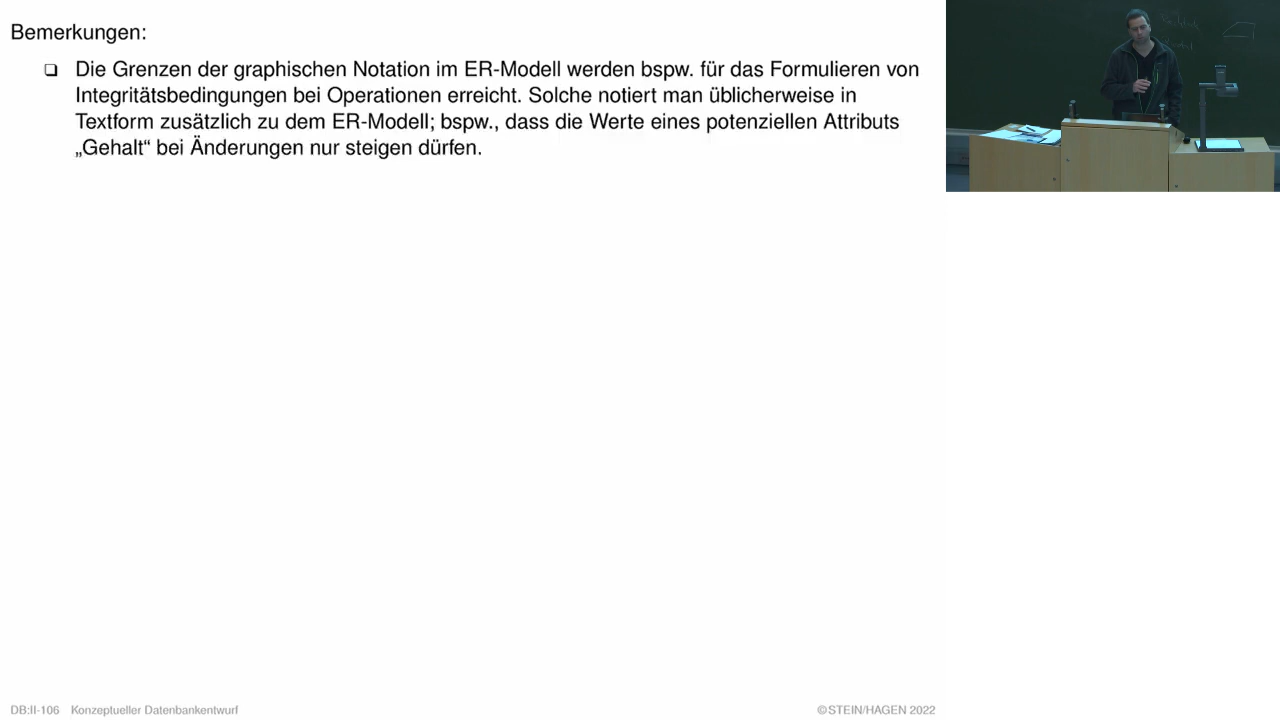 Bemerkungen:
❑ Die Grenzen der graphischen Notation im ER-Modell werden bspw. für das Formulieren von
Integritätsbedingungen bei Operationen erreicht. Solche notiert man üblicherweise in
Textform zusätzlich zu dem ER-Modell; bspw., dass die Werte eines potenziellen Attributs
„Gehalt“ bei Änderungen nur steigen dürfen.
DB:II-106 Konzeptueller Datenbankentwurf
©STEIN/HAGEN 2022